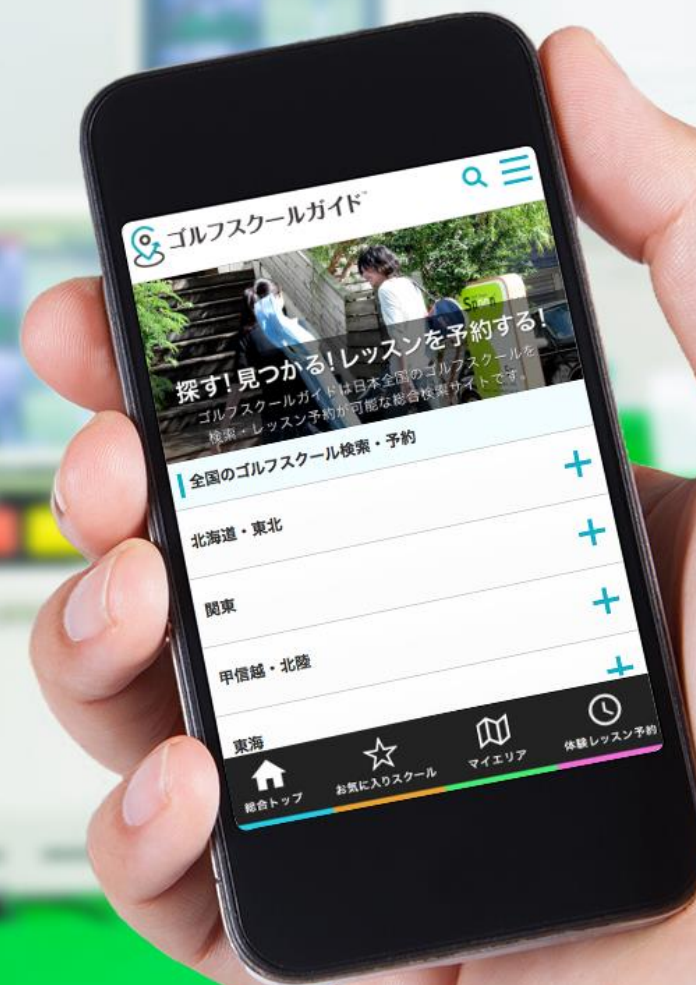 ゴルフスクールガイド™
Spoon
探す!見つかる!レッスンを予約する!
ゴルフスクールガイドは日本全国のゴルフスクールを
検索・レッスン予約が可能な総合検索サイトです。
全国のゴルフスクール検索・予約
北海道・東北
関東
甲信越・北陸
東海
総合トップ
お気に入りスクール
マイエリア
体験レッスン予約